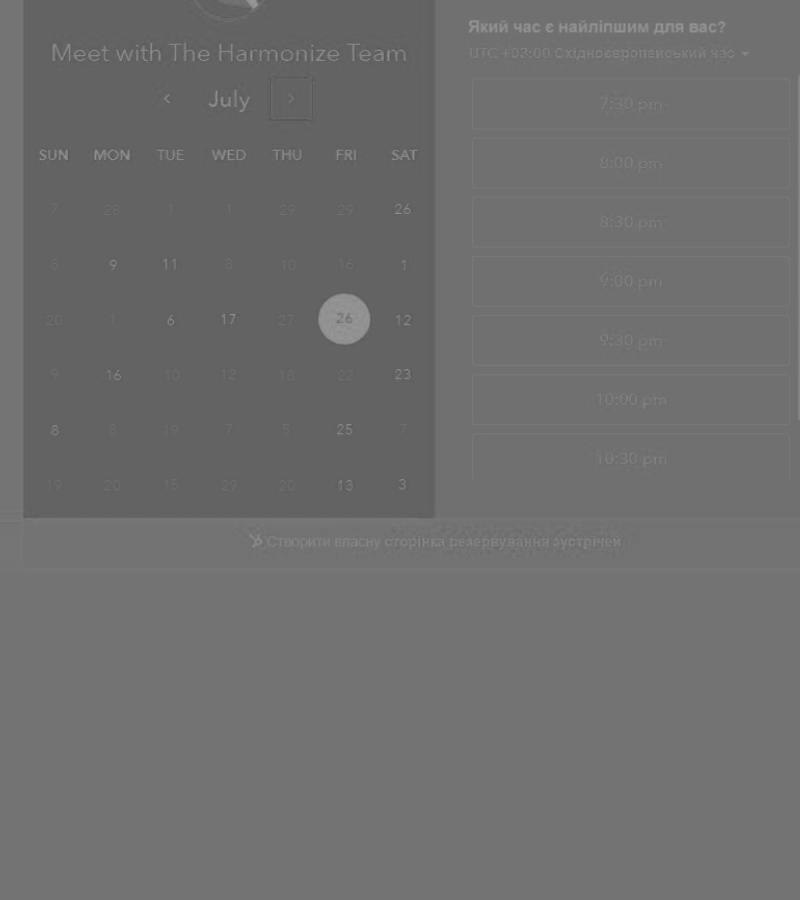 Meet with The Harmonize Team
July
SUN MON TUE WED THU FRI SAT
7 28 1 1 29 29 26
6 9 11 8 10 16 1
20 1 6 17 27 26 12
9 16 10 12 18 22 23
8 8 19 7 5 25 7
19 20 15 29 20 13 3
Який час є найліпшим для вас?
UTC +03:00 Східноєвропейський час
7:30 pm
8:00 pm
8:30 pm
9:00 pm
9:30 pm
10:00 pm
10:30 pm
Створити власну сторінка резервування зустрічей